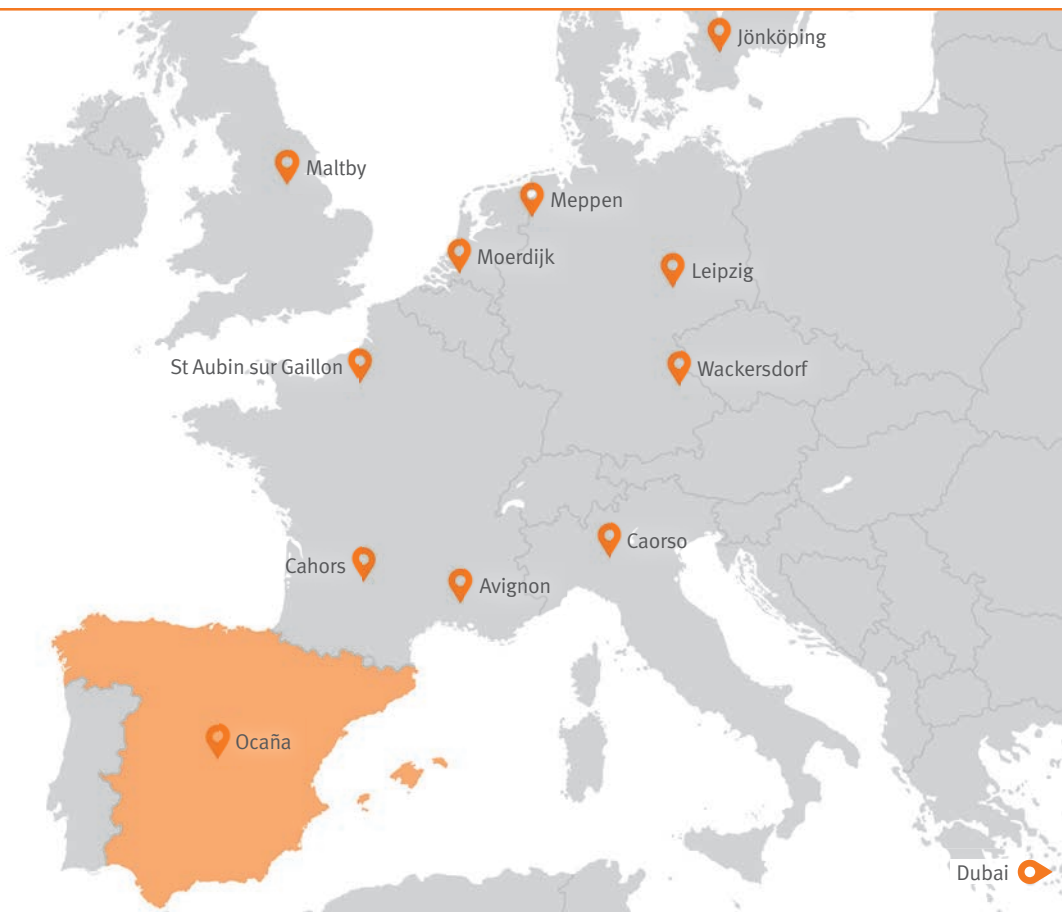 Jönköping
Maltby
Meppen
Moerdijk
Leipzig
St Aubin sur Gaillon
Wackersdorf
Caorso
Cahors
Avignon
Ocaña
Dubai